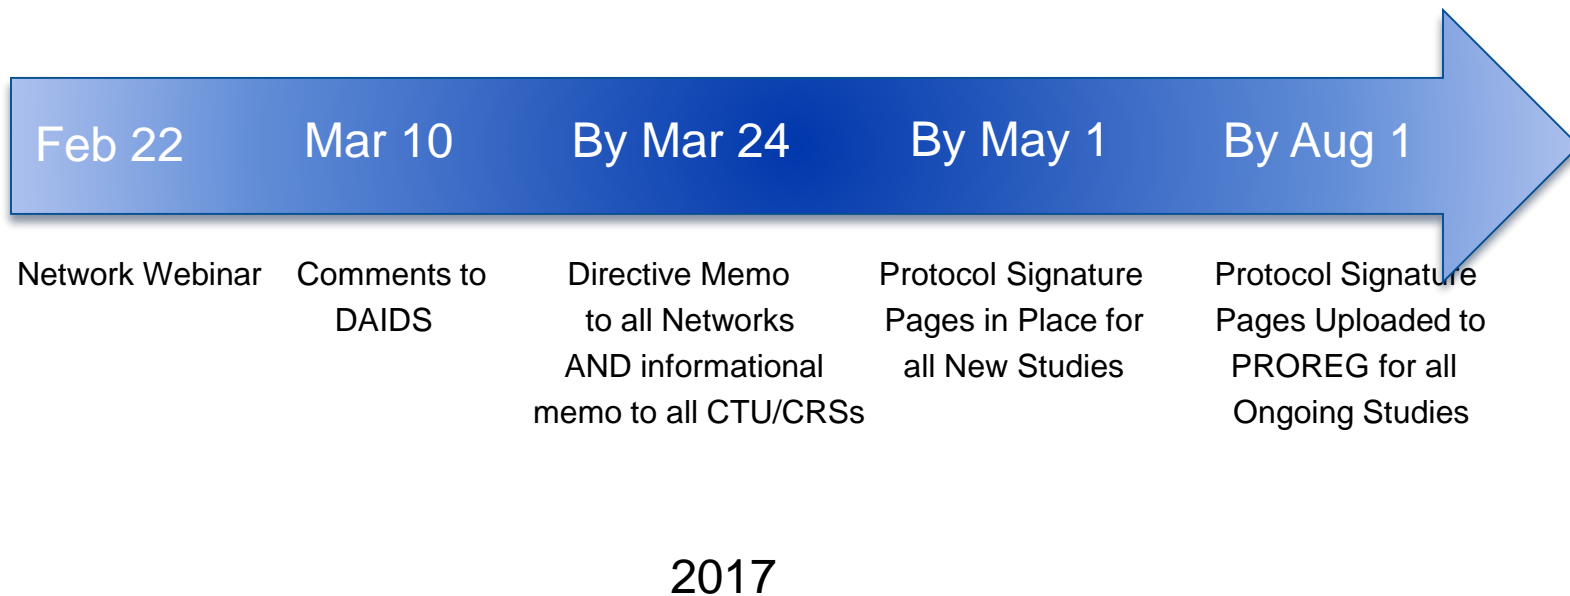 Feb 22
Mar 10
By Mar 24
By May 1
By Aug 1
Network Webinar
Comments to
DAIDS
Directive Memo
to all Networks
AND informational
memo to all CTU/CRSs
Protocol Signature
Pages in Place for
all New Studies
Protocol Signature
Pages Uploaded to
PROREG for all
Ongoing Studies
2017